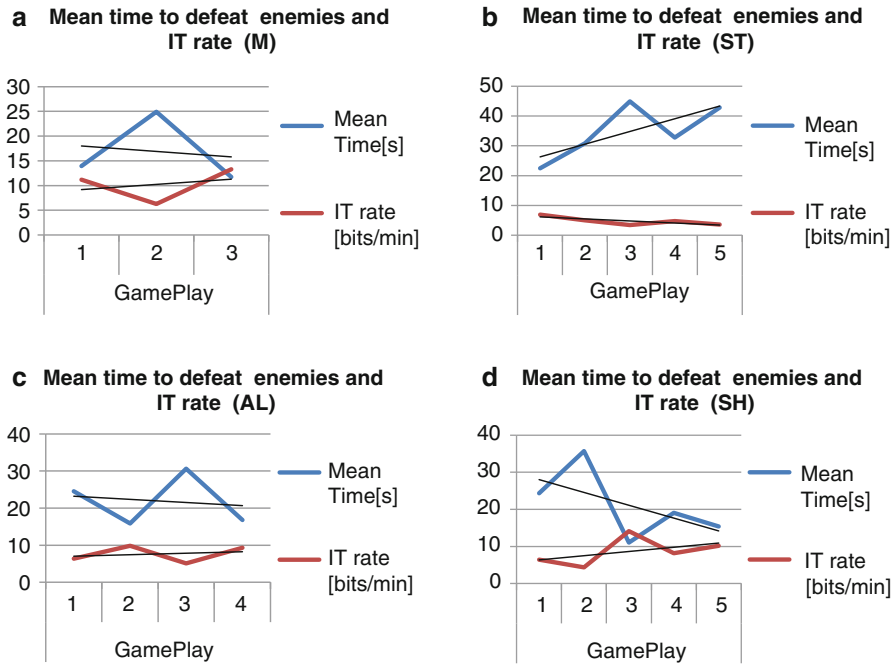 a Mean time to defeat enemies and
IT rate (M)
30
25
20
15
10
5
0
1 2 3
GamePlay
Mean
Time[s]
IT rate
[bits/min]
b Mean time to defeat enemies and
IT rate (ST)
50
40
30
20
10
0
1 2 3 4 5
GamePlay
Mean
Time[s]
IT rate
[bits/min]
c Mean time to defeat enemies and
IT rate (AL)
40
30
20
10
0
1 2 3 4
GamePlay
Mean
Time[s]
IT rate
[bits/min]
d Mean time to defeat enemies and
IT rate (SH)
40
30
20
10
0
1 2 3 4 5
GamePlay
Mean
Time[s]
IT rate
[bits/min]